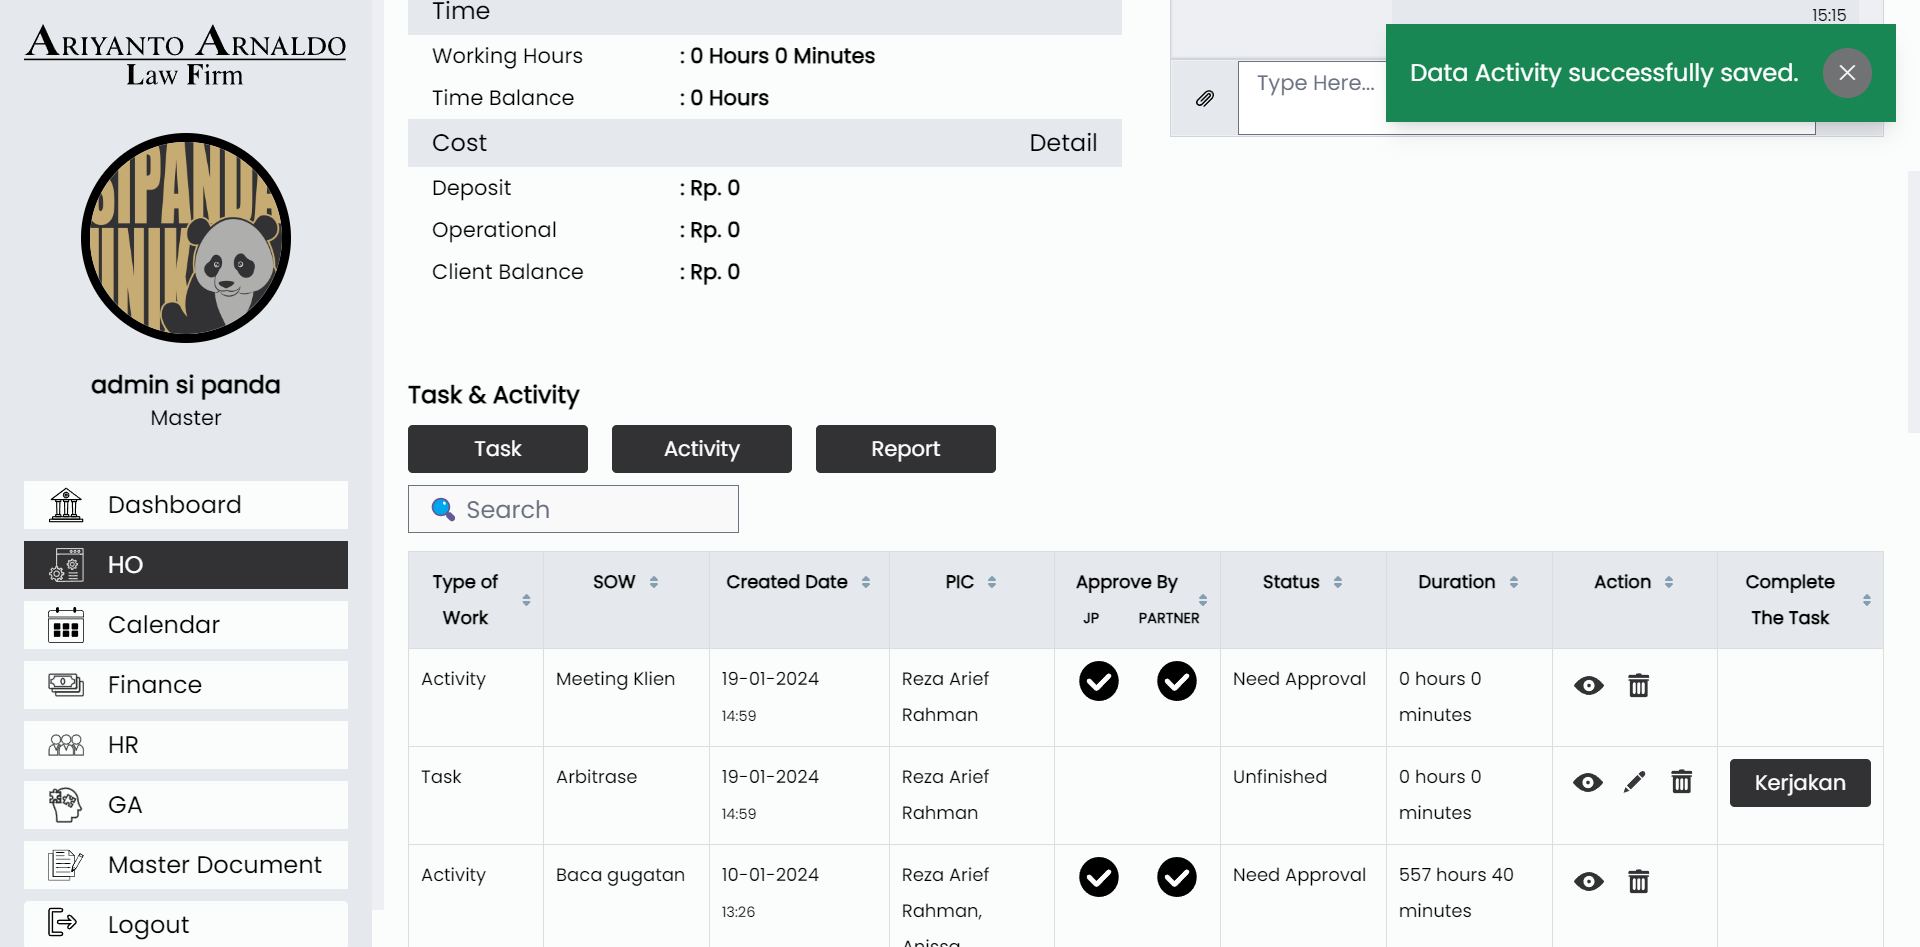 ARIYANTO ARNALDO
Law Firm
SIPANDA
UNIK
admin si panda
Master
Dashboard
HO
Calendar
Finance
HR
GA
Master Document
Logout
Time
Working Hours : 0 Hours 0 Minutes
Time Balance : 0 Hours
Cost Detail
Deposit : Rp. 0
Operational : Rp. 0
Client Balance : Rp. 0
15:15
Type Here...
Data Activity successfully saved.
Task & Activity
Task Activity Report
Search
Type of Work SOW Created Date PIC Approve By JP PARTNER Status Duration Action Complete The Task
Activity Meeting Klien 19-01-2024 Reza Arief Need Approval 0 hours 0
14:59 Rahman minutes
Task Arbitrase 19-01-2024 Reza Arief Unfinished 0 hours 0 Kerjakan
14:59 Rahman minutes
Activity Baca gugatan 10-01-2024 Reza Arief Need Approval 557 hours 40
13:26 Rahman, minutes
Anissa